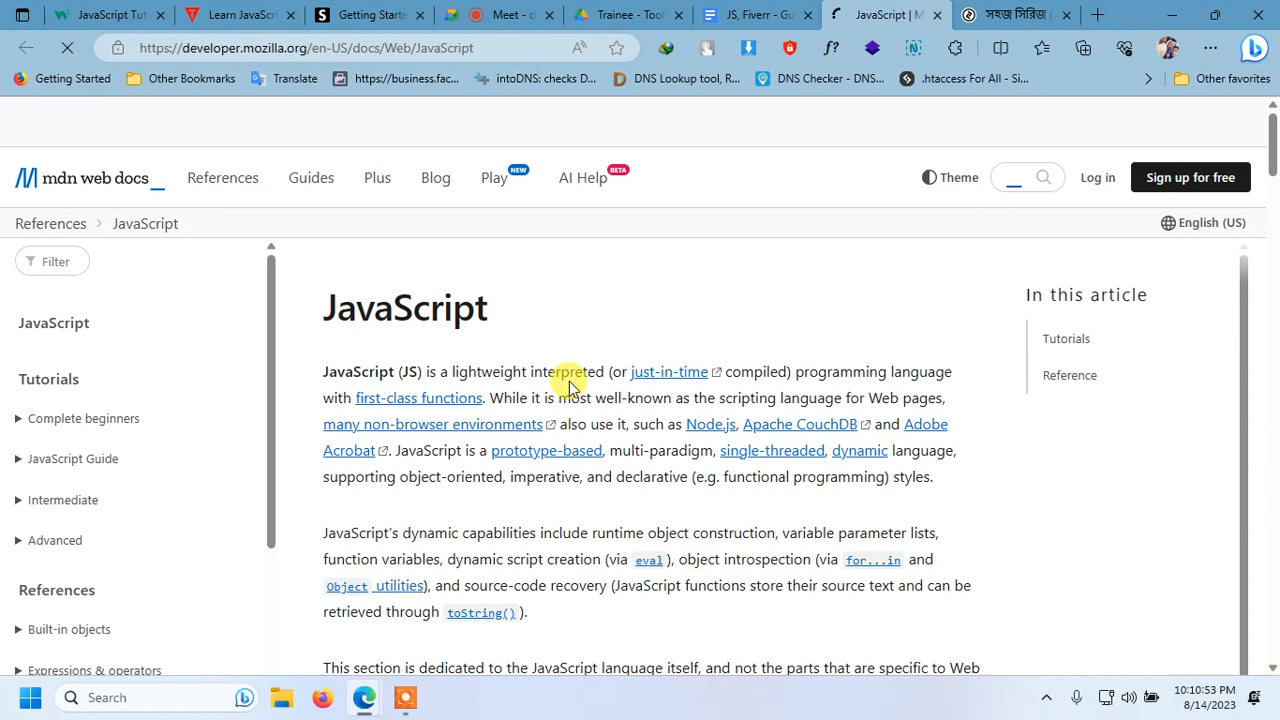 JavaScript Tut
Learn JavaScri
Getting Starte
Meet - c
Trainee - Too
JS, Fiverr - Gu
JavaScript | M
সহজ সিরিজ
https://developer.mozilla.org/en-US/docs/Web/JavaScript
Getting Started
Other Bookmarks
Translate
https://business.fac...
intoDNS: checks D...
DNS Lookup tool, R...
DNS Checker - DNS...
.htaccess For All - Si...
Other favorites
mdn web docs_
References
Guides
Plus
Blog
Play
NEW
AI Help
BETA
Theme
Log in
Sign up for free
References > JavaScript
English (US)
Filter
JavaScript
Tutorials
Complete beginners
JavaScript Guide
Intermediate
Advanced
References
Built-in objects
Expressions & operators
JavaScript
JavaScript (JS) is a lightweight interpreted (or just-in-time compiled) programming language
with first-class functions. While it is most well-known as the scripting language for Web pages,
many non-browser environments also use it, such as Node.js, Apache CouchDB and Adobe
Acrobat. JavaScript is a prototype-based, multi-paradigm, single-threaded, dynamic language,
supporting object-oriented, imperative, and declarative (e.g. functional programming) styles.
JavaScript's dynamic capabilities include runtime object construction, variable parameter lists,
function variables, dynamic script creation (via eval), object introspection (via for...in and
Object utilities), and source-code recovery (JavaScript functions store their source text and can be
retrieved through toString()).
This section is dedicated to the JavaScript language itself, and not the parts that are specific to Web
In this article
Tutorials
Reference
Search
10:10:53 PM
8/14/2023